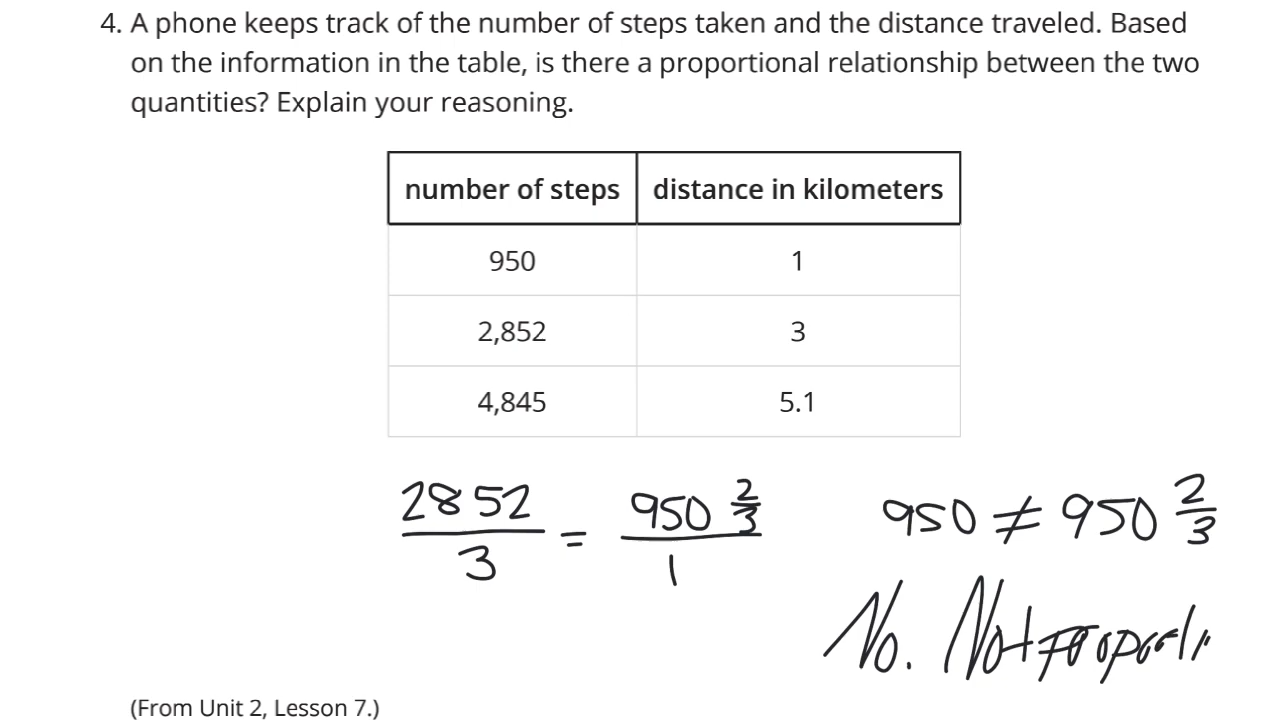 4. A phone keeps track of the number of steps taken and the distance traveled. Based
on the information in the table, is there a proportional relationship between the two
quantities? Explain your reasoning.
number of steps distance in kilometers
950 1
2,852 3
4,845 5.1
2852/3 = 950 2/3/1 950 ≠ 950 2/3
No. Not
(From Unit 2, Lesson 7.)